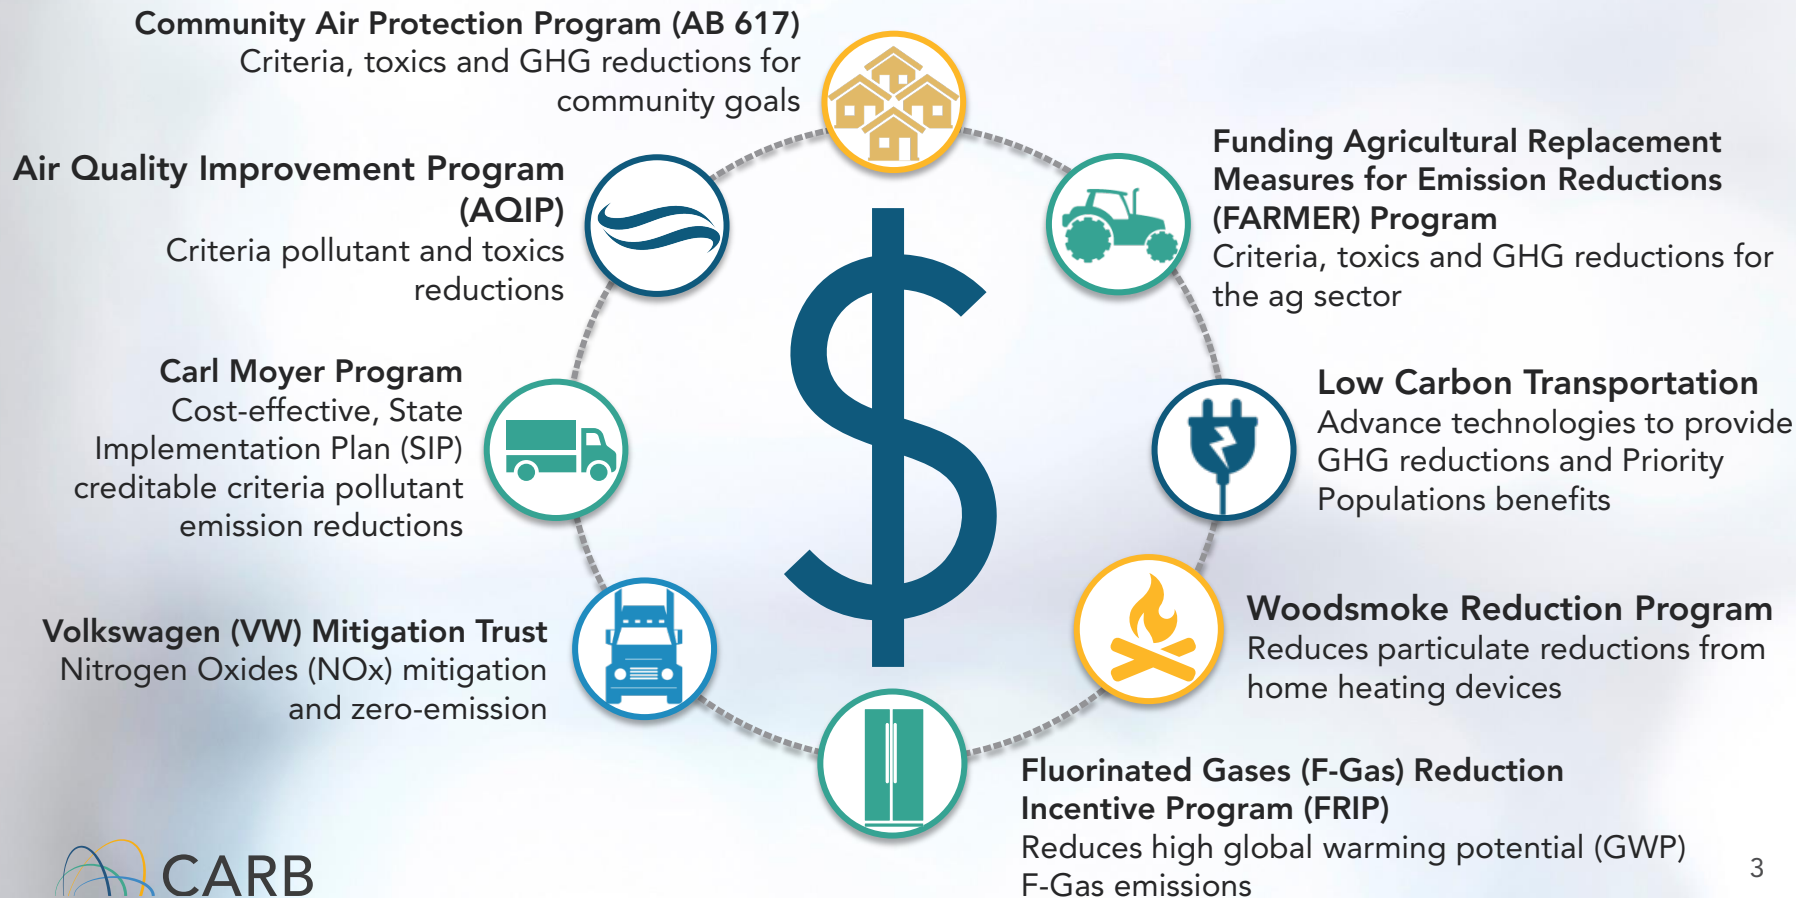 Community Air Protection Program (AB 617)
Criteria, toxics and GHG reductions for
community goals
Air Quality Improvement Program
(AQIP)
Criteria pollutant and toxics
reductions
Carl Moyer Program
Cost-effective, State
Implementation Plan (SIP)
creditable criteria pollutant
emission reductions
Volkswagen (VW) Mitigation Trust
Nitrogen Oxides (NOx) mitigation
and zero-emission
Funding Agricultural Replacement
Measures for Emission Reductions
(FARMER) Program
Criteria, toxics and GHG reductions for
the ag sector
Low Carbon Transportation
Advance technologies to provide
GHG reductions and Priority
Populations benefits
Woodsmoke Reduction Program
Reduces particulate reductions from
home heating devices
Fluorinated Gases (F-Gas) Reduction
Incentive Program (FRIP)
Reduces high global warming potential (GWP)
F-Gas emissions
$
CARB
3